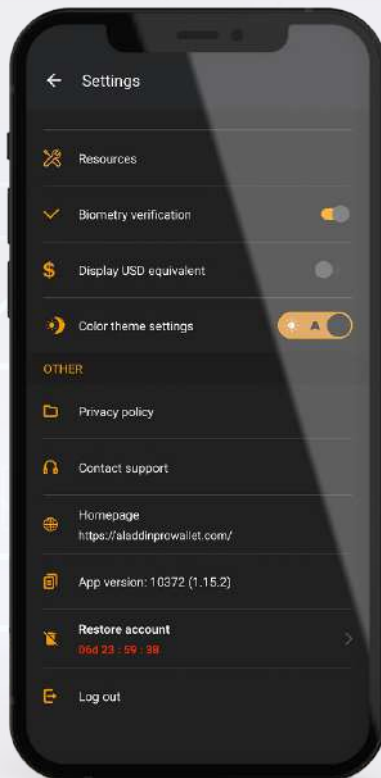 Settings
Resources
Biometry verification
$ Display USD equivalent
Color theme settings
A
OTHER
Privacy policy
Contact support
Homepage
https://aladdinprowallet.com/
App version: 10372 (1.15.2)
Restore account
06d 23 : 59 : 38
Log out